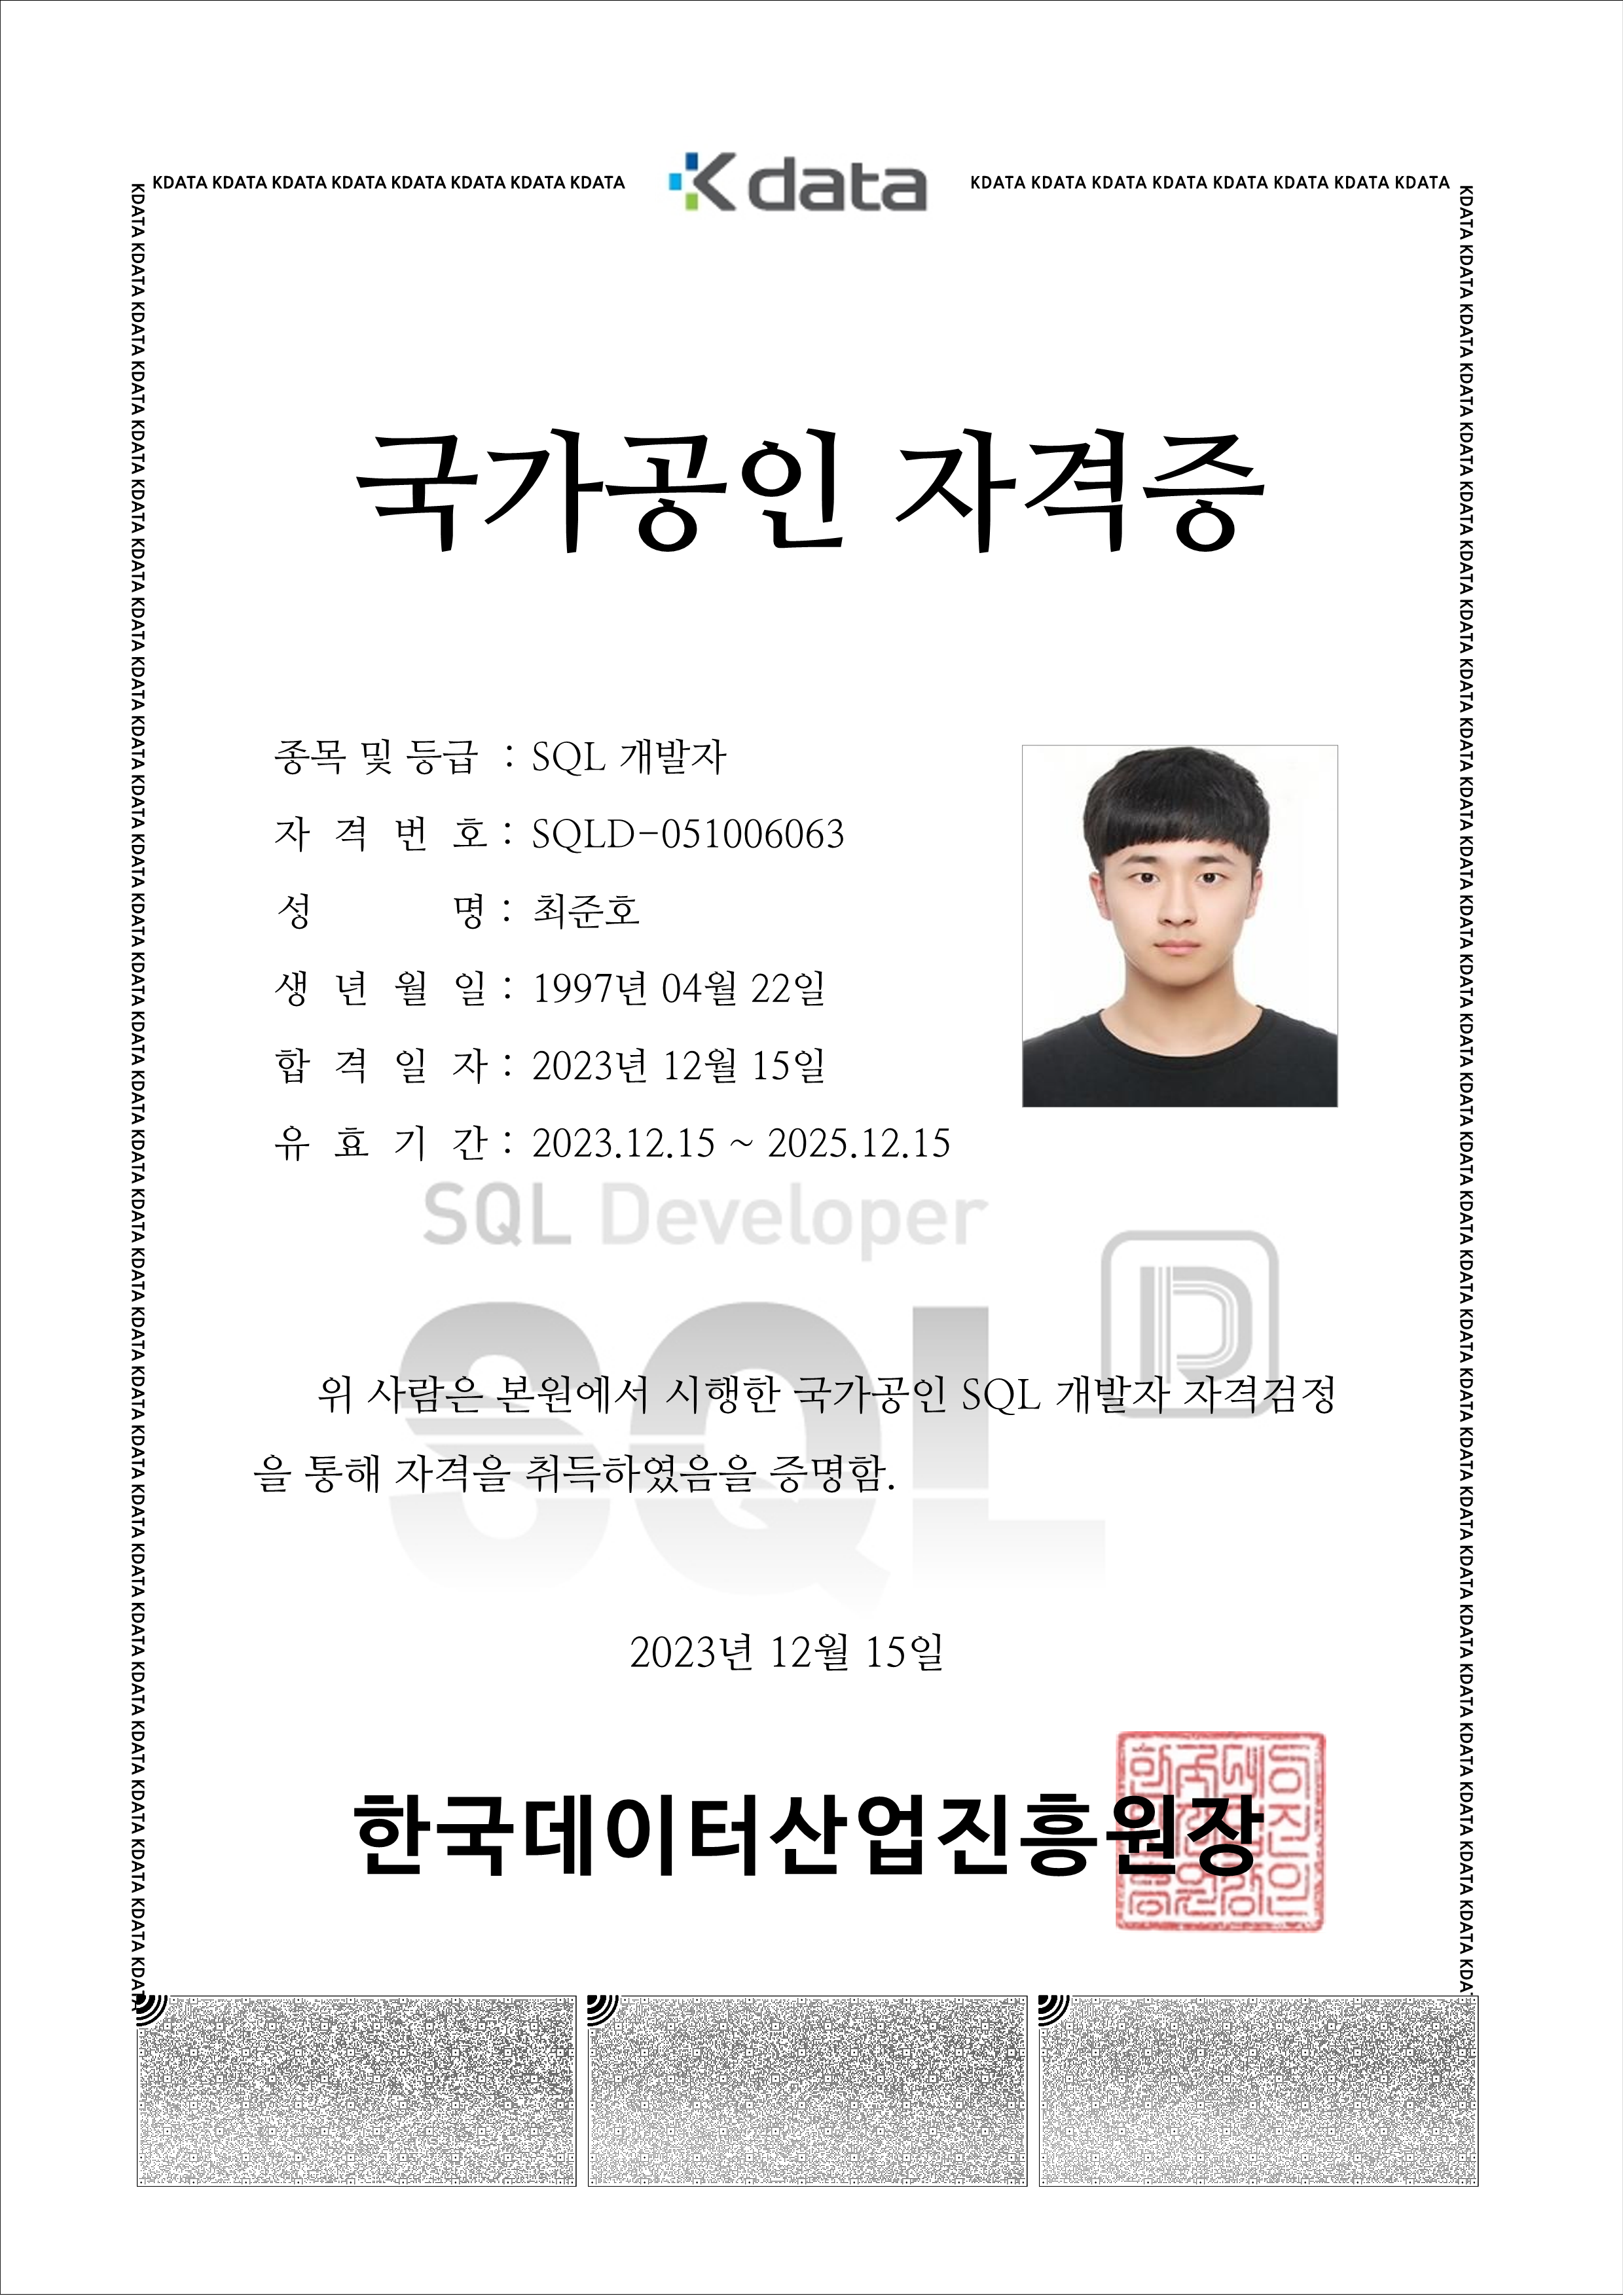 KDATA KDATA KDATA KDATA KDATA KDATA KDATA KDATA
K data
KDATA KDATA KDATA KDATA KDATA KDATA KDATA KDATA
국가공인 자격증
종목 및 등급 : SQL 개발자
자 격 번 호 : SQLD-051006063
성 명 : 최준호
생 년 월 일 : 1997년 04월 22일
합 격 일 자 : 2023년 12월 15일
유 효 기 간 : 2023.12.15 ~ 2025.12.15
SQL Developer
SQL D
위 사람은 본원에서 시행한 국가공인 SQL 개발자 자격검정
을 통해 자격을 취득하였음을 증명함.
2023년 12월 15일
한국데이터산업진흥원장